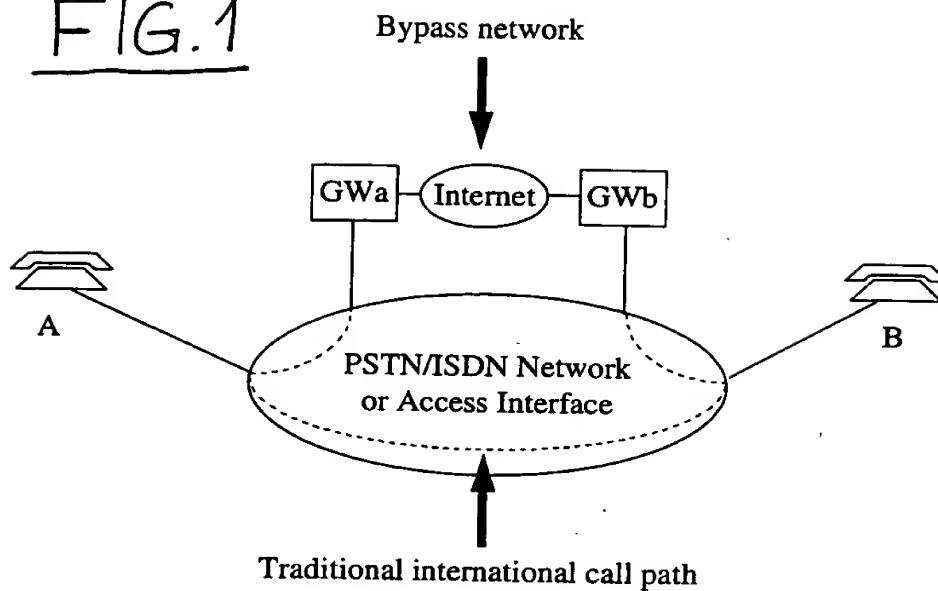 FIG.1
Bypass network
GWa
Internet
GWb
A
B
PSTN/ISDN Network
or Access Interface
Traditional international call path